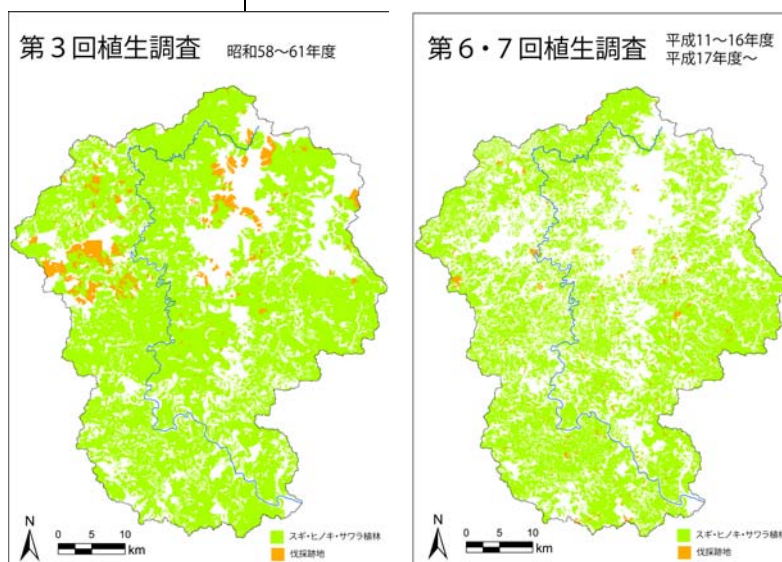 第3回植生調査 昭和58～61年度
N
0 5 10
km
スギ・ヒノキ・サワラ植林
伐採跡地
第6・7回植生調査 平成11～16年度
平成17年度～
N
0 5 10
km
スギ・ヒノキ・サワラ植林
伐採跡地